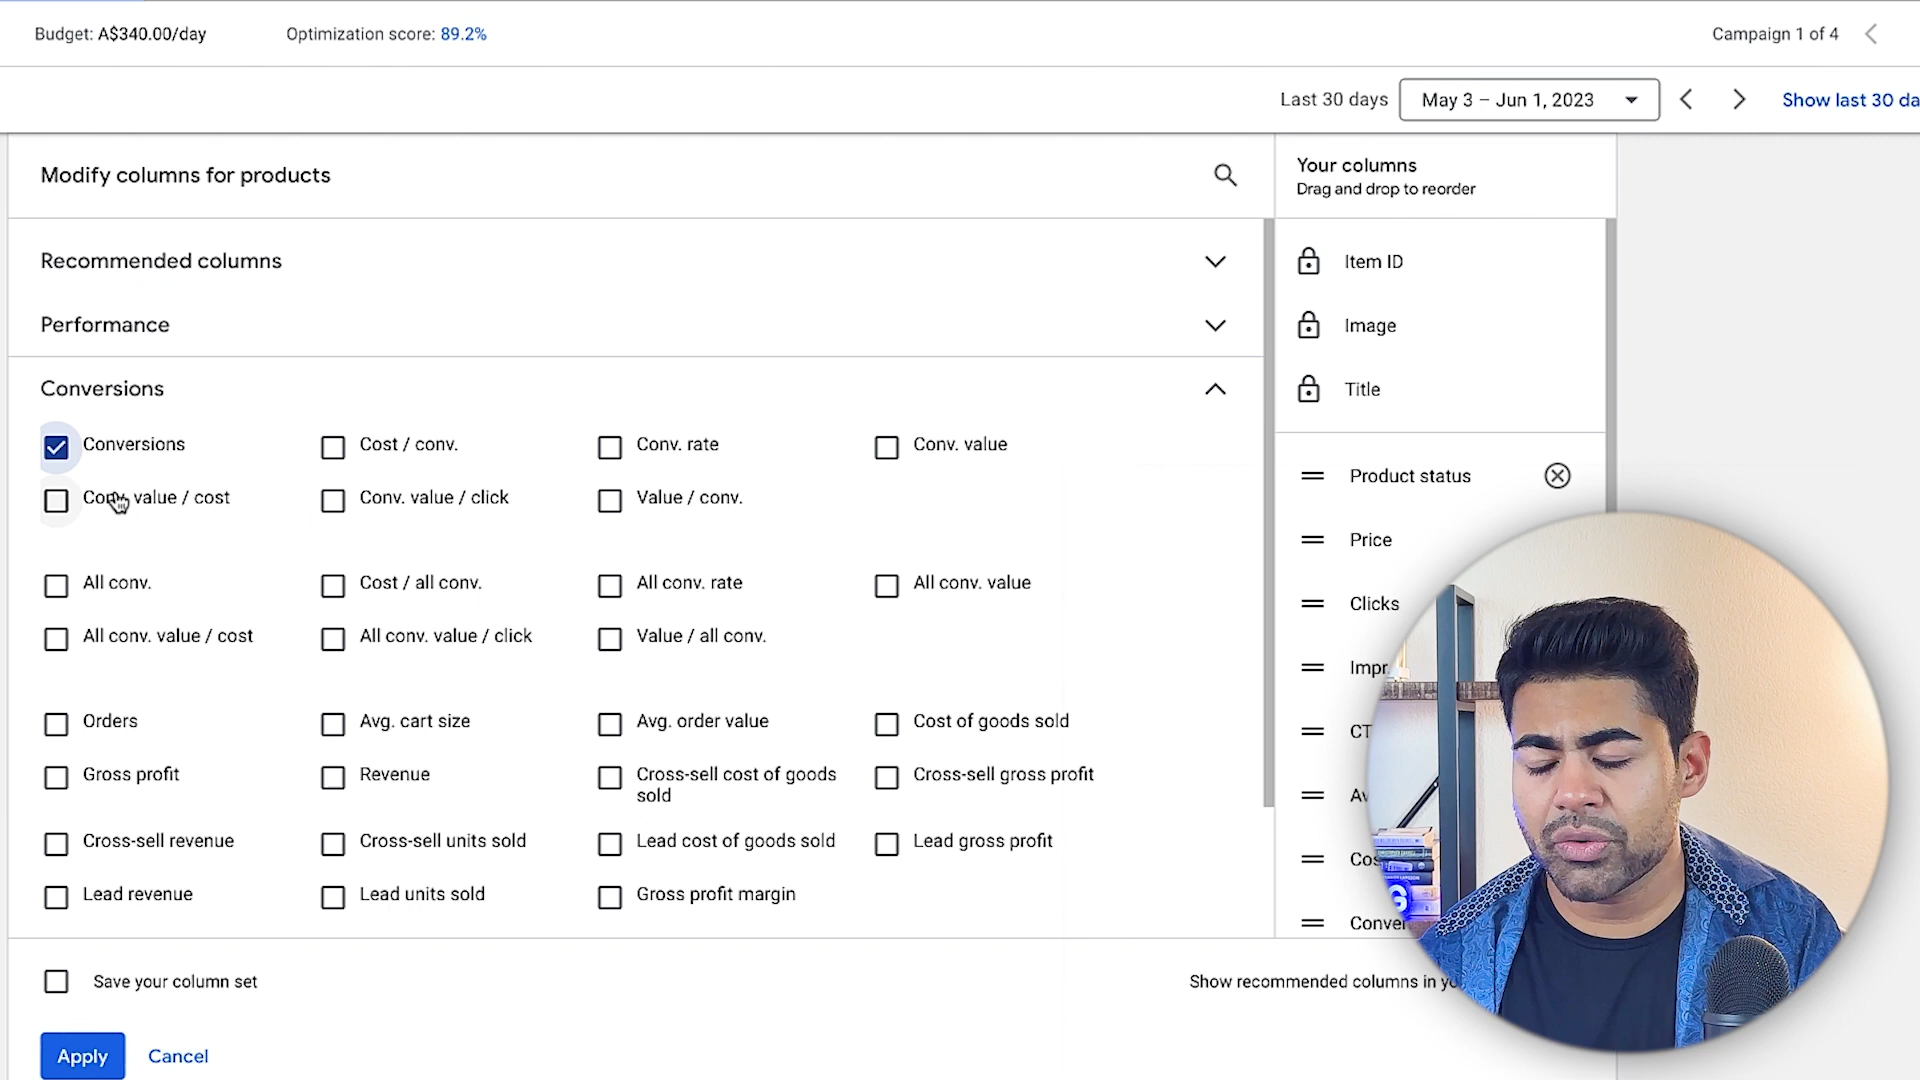 Budget: A$340.00/day
Optimization score: 89.2%
Campaign 1 of 4
Last 30 days
May 3 – Jun 1, 2023
Show last 30 da
Modify columns for products
Your columns
Drag and drop to reorder
Recommended columns
Item ID
Performance
Image
Conversions
Title
Conversions
Cost / conv.
Conv. rate
Conv. value
Product status
Conv. value / cost
Conv. value / click
Value / conv.
Price
All conv.
Cost / all conv.
All conv. rate
All conv. value
Clicks
All conv. value / cost
All conv. value / click
Value / all conv.
Impr.
Orders
Avg. cart size
Avg. order value
Cost of goods sold
CT
Gross profit
Revenue
Cross-sell cost of goods
sold
Cross-sell gross profit
Av
Cross-sell revenue
Cross-sell units sold
Lead cost of goods sold
Lead gross profit
Cos
Lead revenue
Lead units sold
Gross profit margin
Conver
Save your column set
Show recommended columns in yo
Apply
Cancel